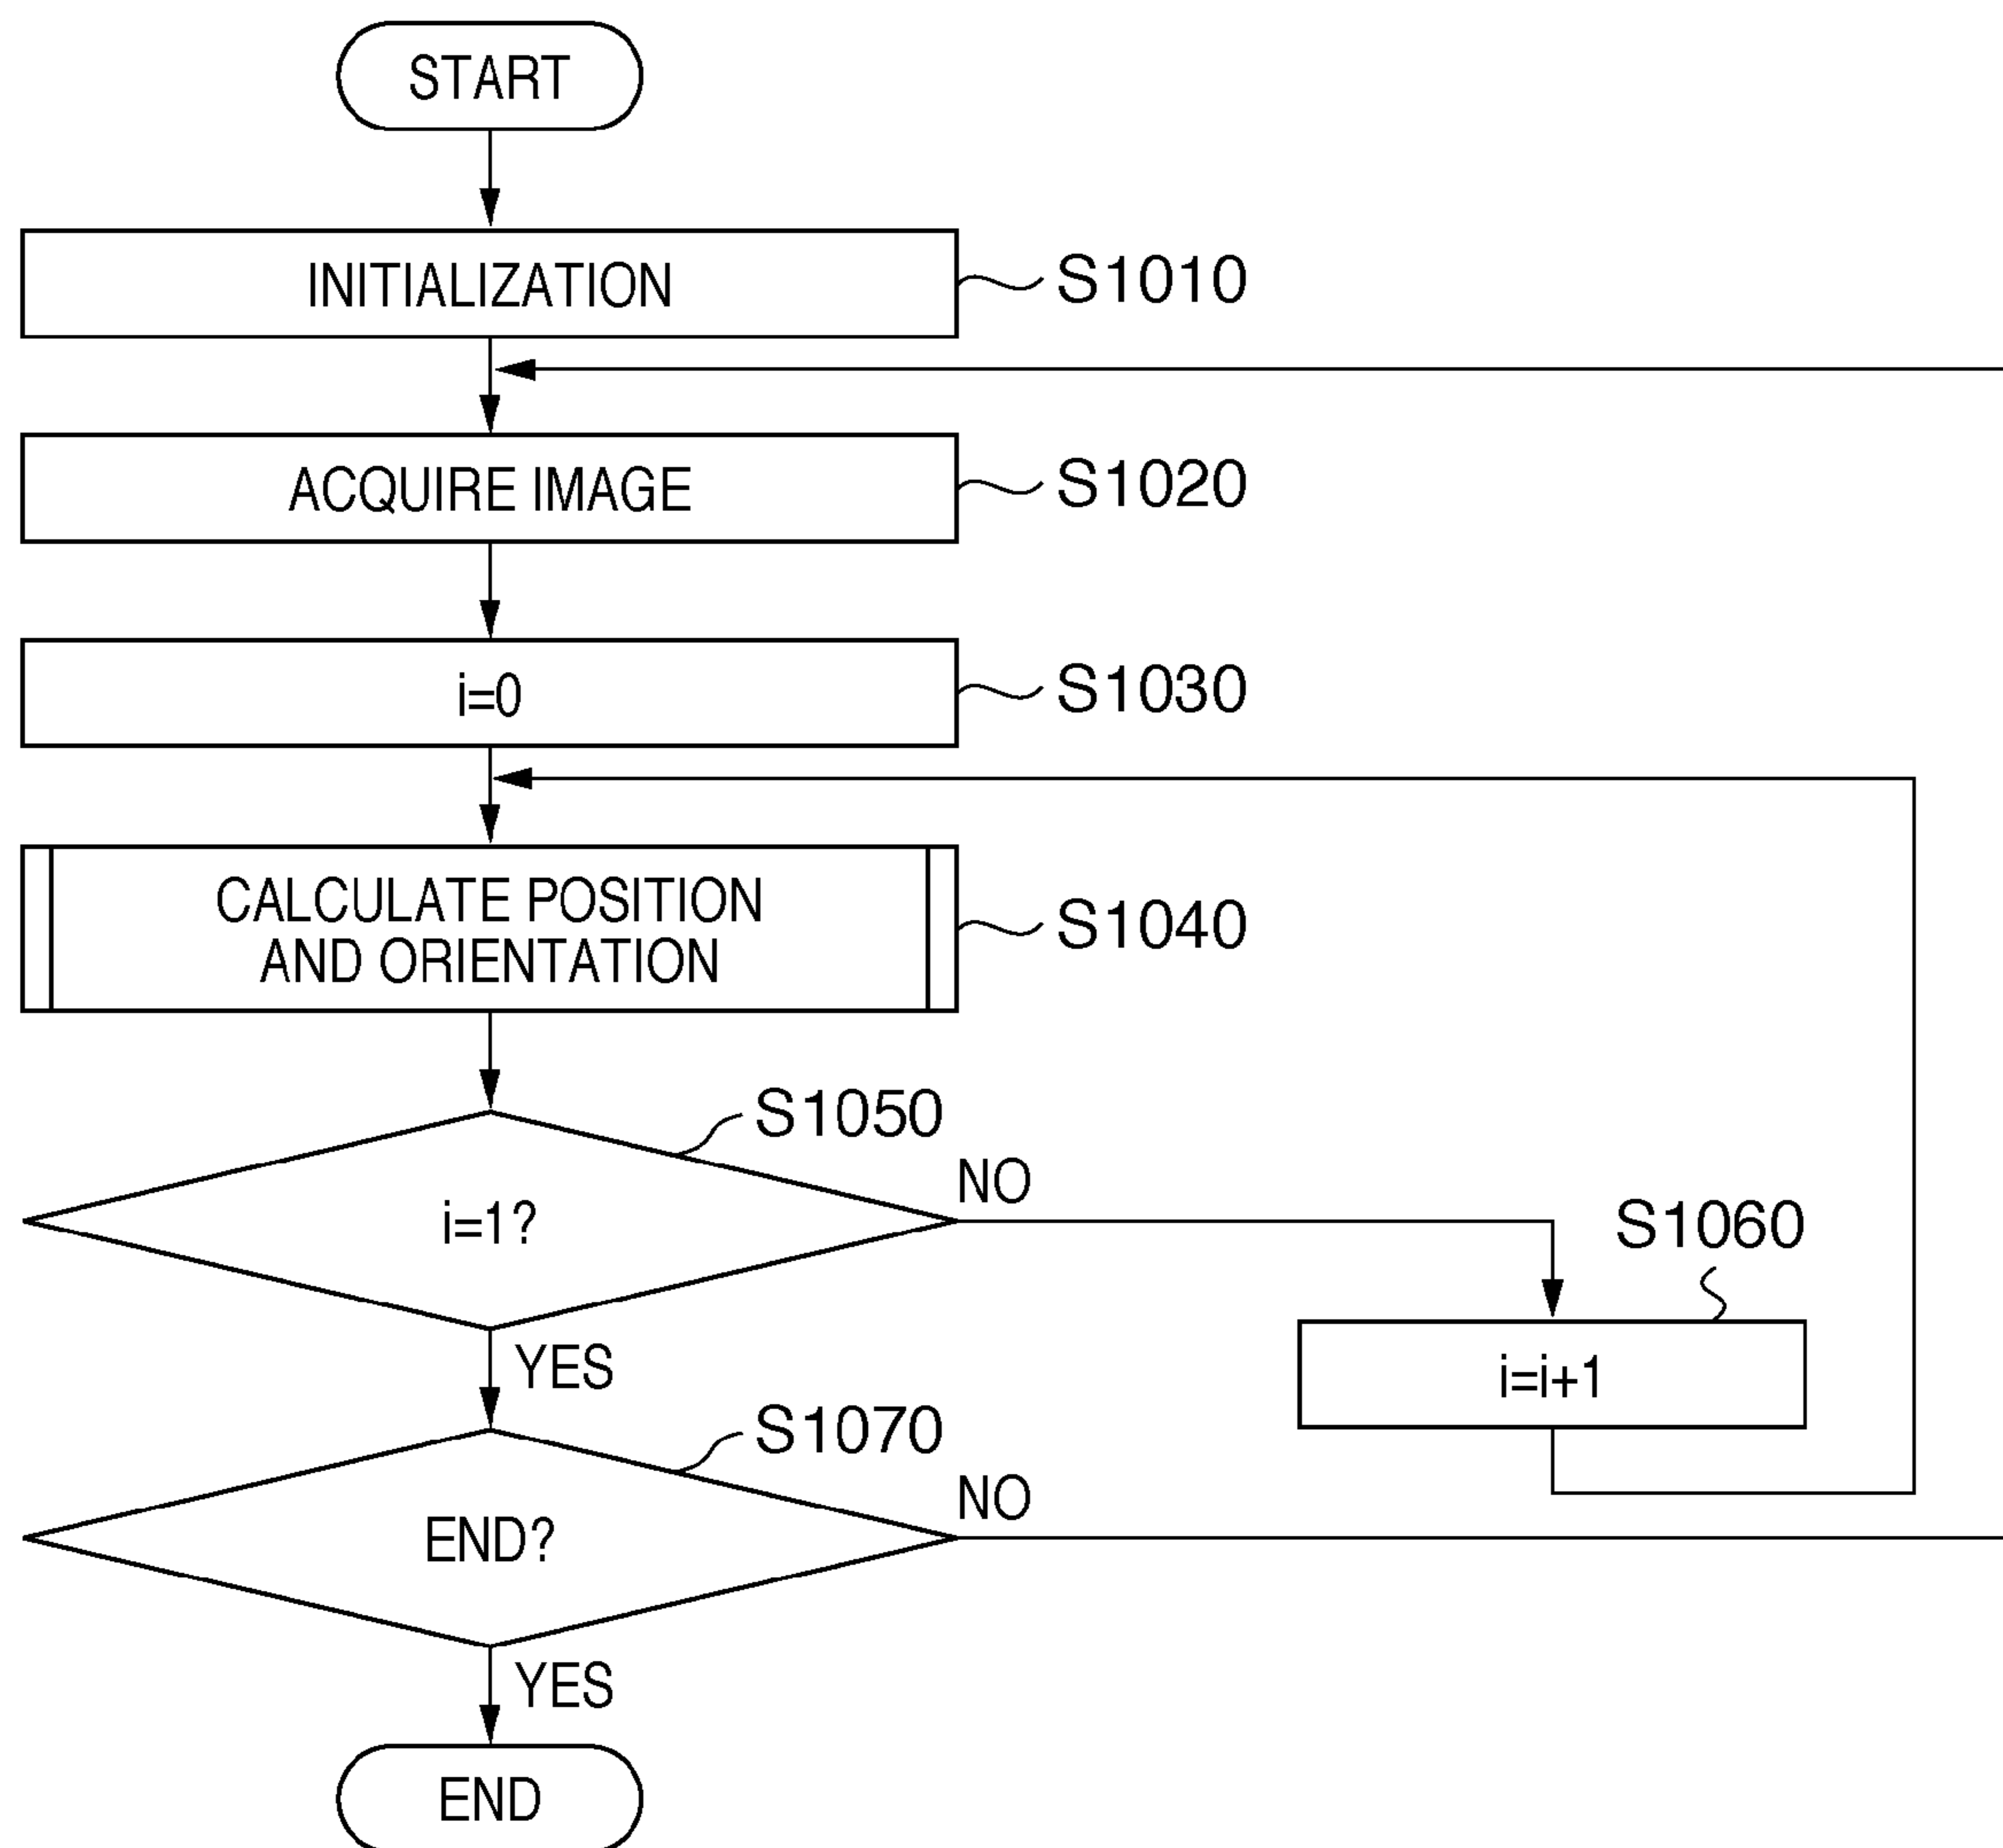 START
INITIALIZATION
S1010
ACQUIRE IMAGE
S1020
i=0
S1030
CALCULATE POSITION
AND ORIENTATION
S1040
S1050
i=1?
NO
S1060
i=i+1
YES
S1070
END?
NO
YES
END